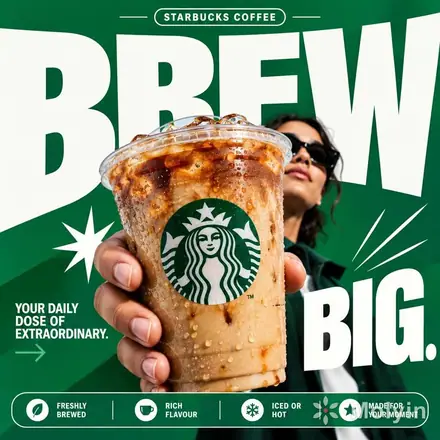 STARBUCKS COFFEE
BREW
BIG.
YOUR DAILY
DOSE OF
EXTRAORDINARY.
TM
FRESHLY
BREWED
RICH
FLAVOUR
ICED OR
HOT
MADE FOR
YOUR MOMENT